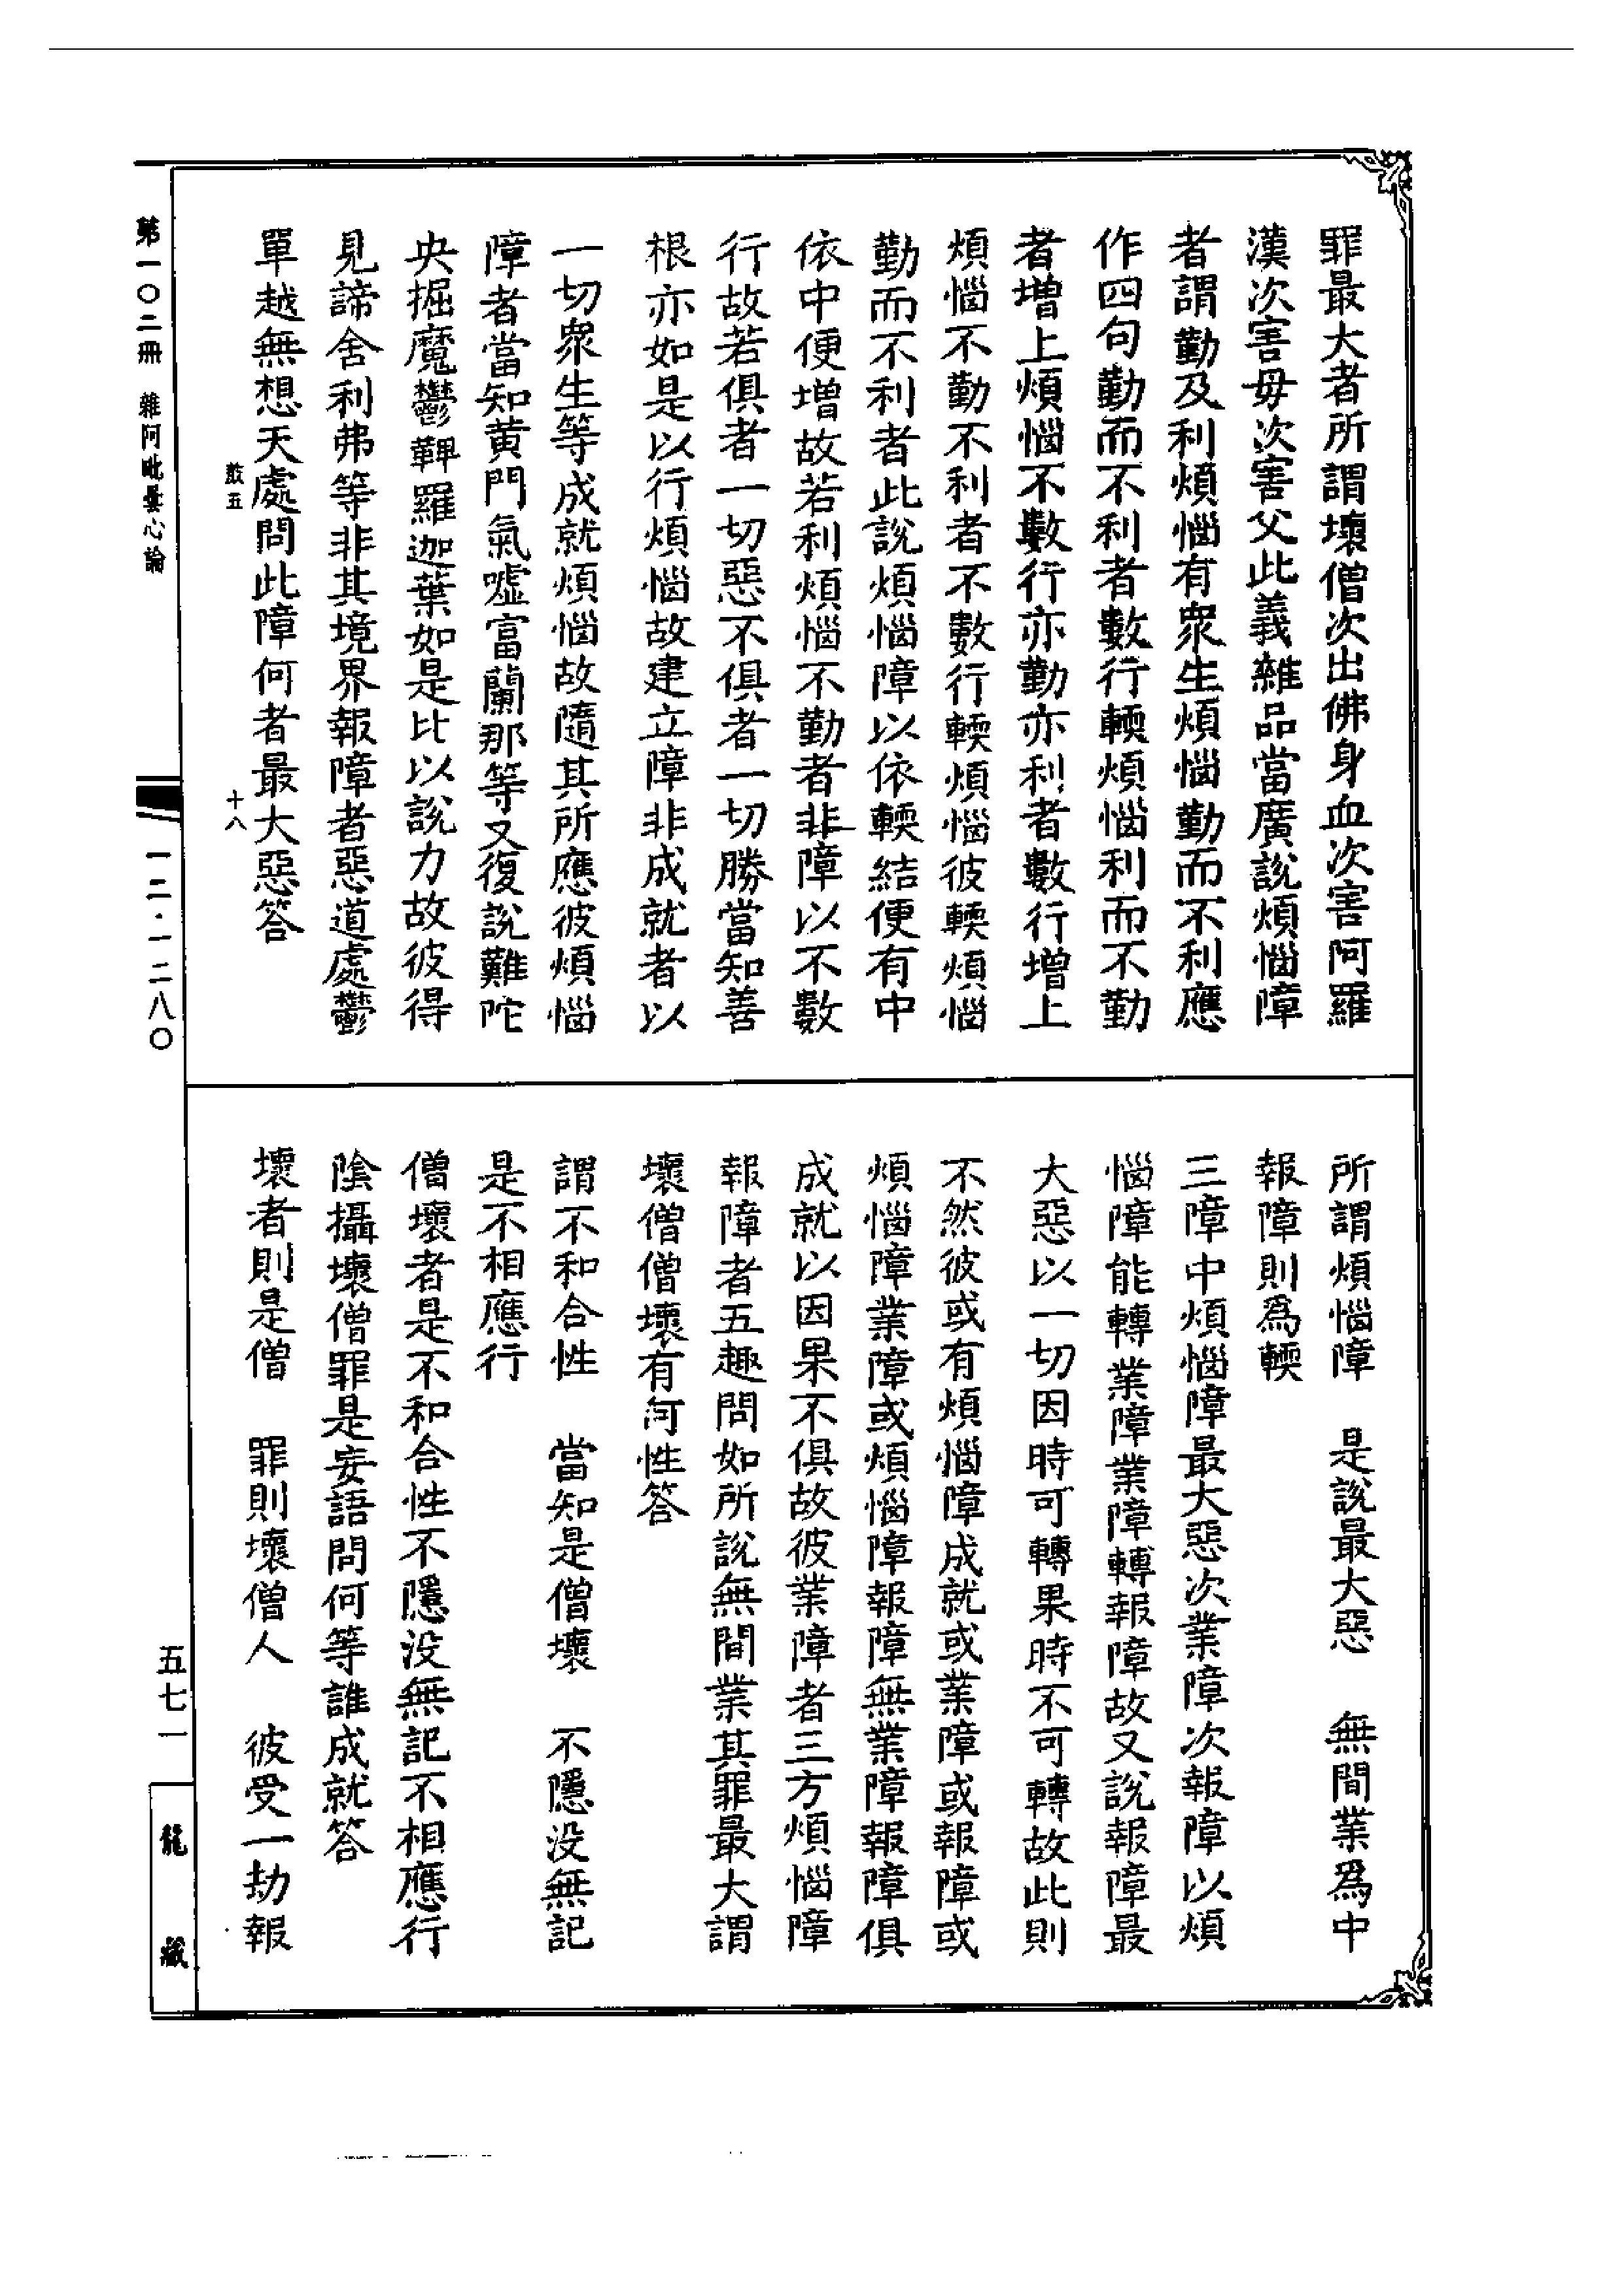 罪最大者所謂壞僧次出佛身血次害阿羅
漢次害母次害父此義雜品當廣說煩惱障
者謂勤及利煩惱有衆生煩惱勤而不利應
作四句勤而不利者數行輭煩惱利而不勤
者增上煩惱不數行亦勤亦利者數行增上
煩惱不勤不利者不數行輭煩惱彼輭煩惱
勤而不利者此說煩惱障以依輭結便有中
依中便增故若利煩惱不勤者非障以不數
行故若俱者一切惡不俱者一切勝當知善
根亦如是以行煩惱故建立障非成就者以
一切衆生等成就煩惱故隨其所應彼煩惱
障者當知黃門氣噓富蘭那等又復說難陀
央掘魔鬱鞞羅迦葉如是比以說力故彼得
見諦舍利弗等非其境界報障者惡道處鬱
單越無想天處問此障何者最大惡答
所謂煩惱障　是說最大惡　無間業爲中
報障則爲輭
三障中煩惱障最大惡次業障次報障以煩
惱障能轉業障業障轉報障故又說報障最
大惡以一切因時可轉果時不可轉故此則
不然彼或有煩惱障成就或業障或報障或
煩惱障業障或煩惱障報障無業障報障俱
成就以因果不俱故彼業障者三方煩惱障
報障者五趣問如所說無間業其罪最大謂
壞僧僧壞有何性答
謂不和合性　當知是僧壞　不隱没無記
是不相應行
僧壞者是不和合性不隱没無記不相應行
陰攝壞僧罪是妄語問何等誰成就答
壞者則是僧　罪則壞僧人　彼受一劫報
第一〇二冊　雜阿毗曇心論
一二·一二八〇
五七一
龍藏
十八